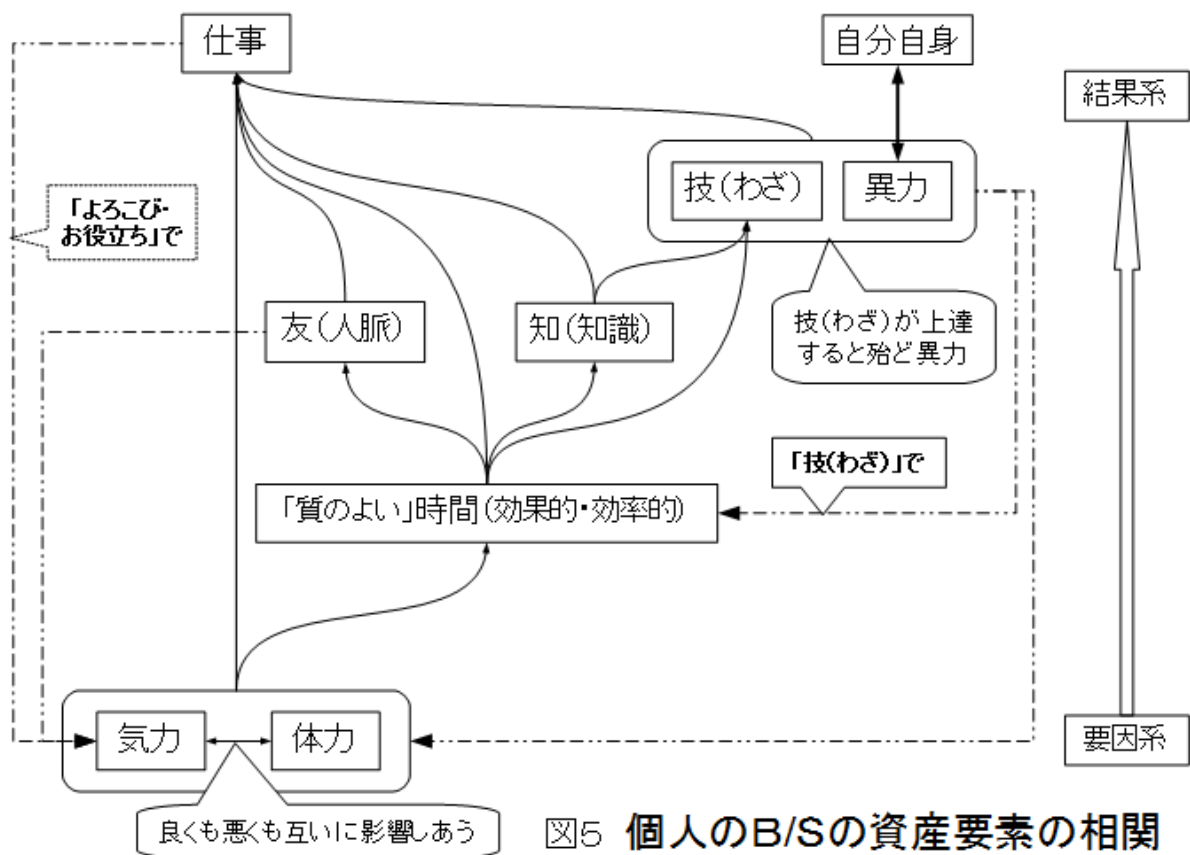 仕事
自分自身
結果系
技(わざ)
異力
「よろこび・
お役立ち」で
友(人脈)
知(知識)
技(わざ)が上達
すると殆ど異力
「技(わざ)」で
「質のよい」時間(効果的・効率的)
気力
体力
要因系
良くも悪くも互いに影響しあう
図5 個人のB/Sの資産要素の相関